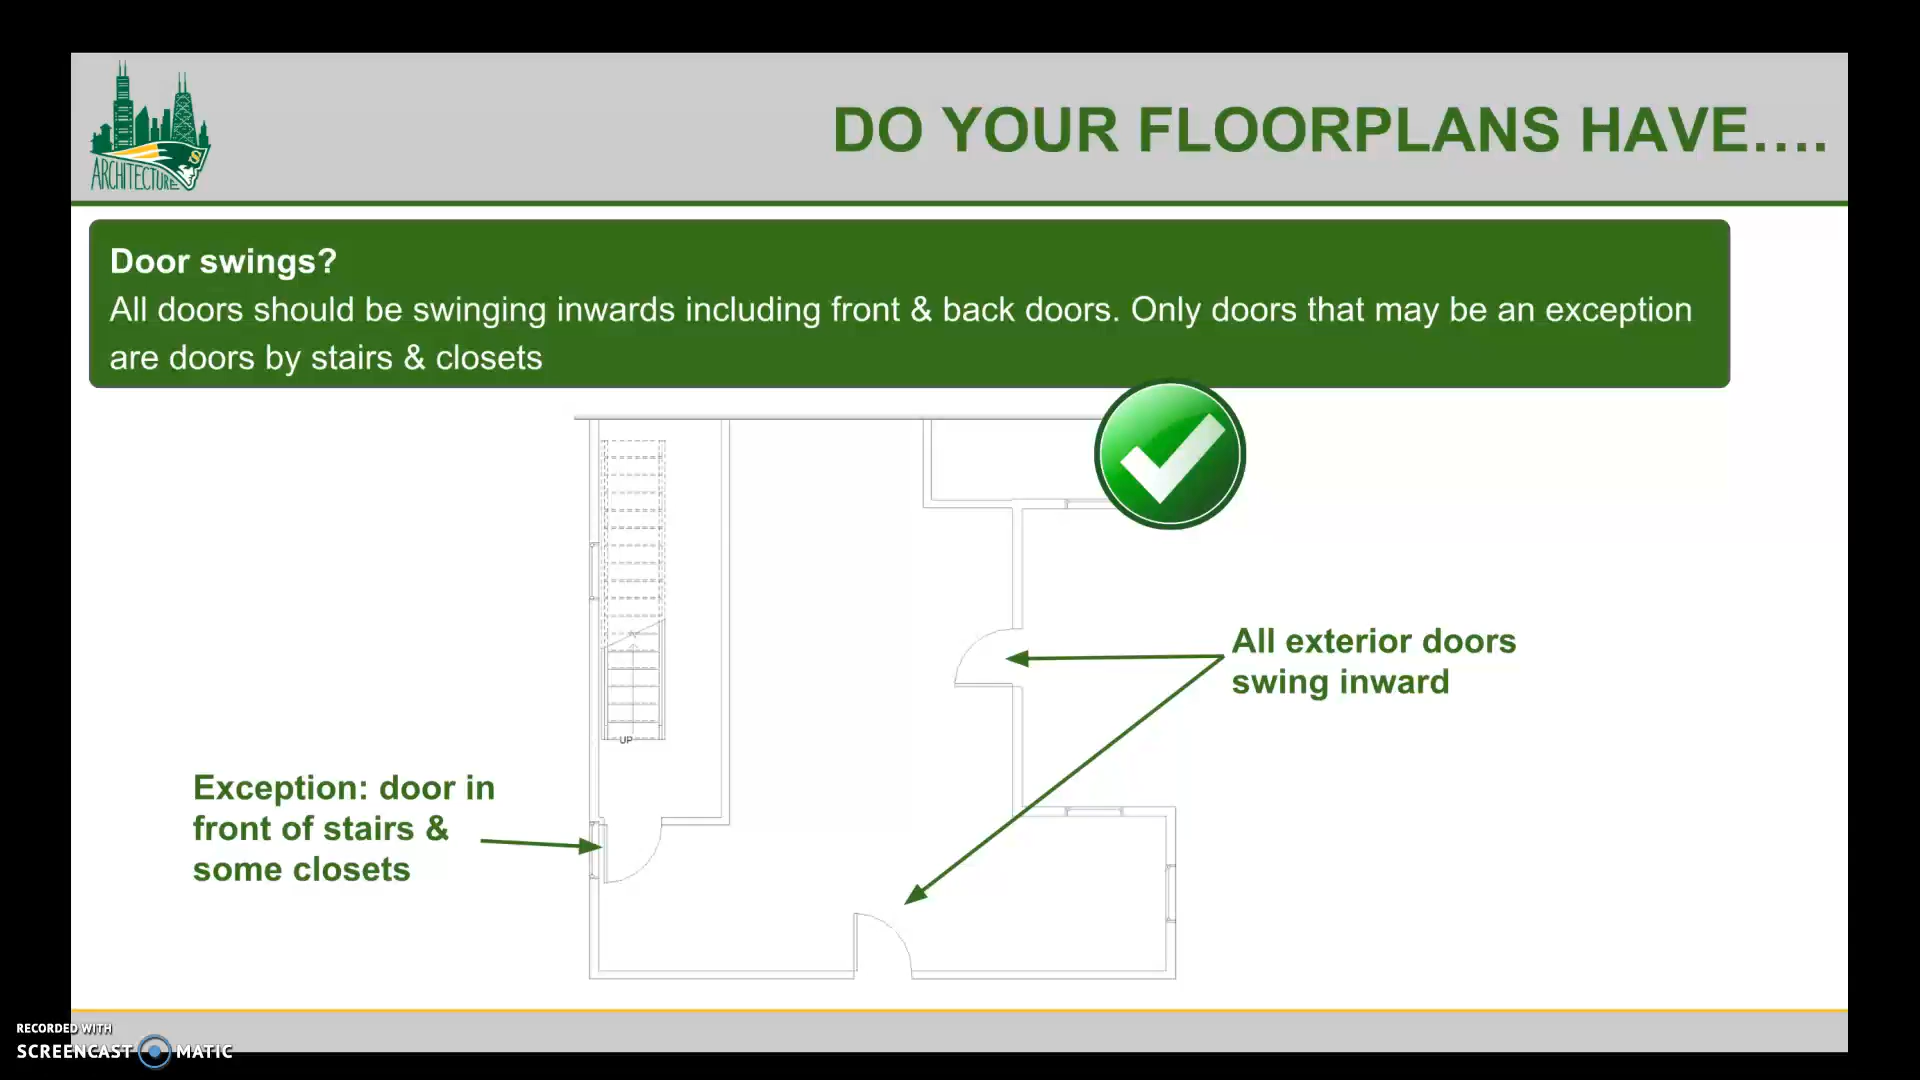 DO YOUR FLOORPLANS HAVE....
S
ARCHITECTURE
Door swings?
All doors should be swinging inwards including front & back doors. Only doors that may be an exception
are doors by stairs & closets
All exterior doors
swing inward
UP
Exception: door in
front of stairs &
some closets
RECORDED WITH
SCREENCAST MATIC